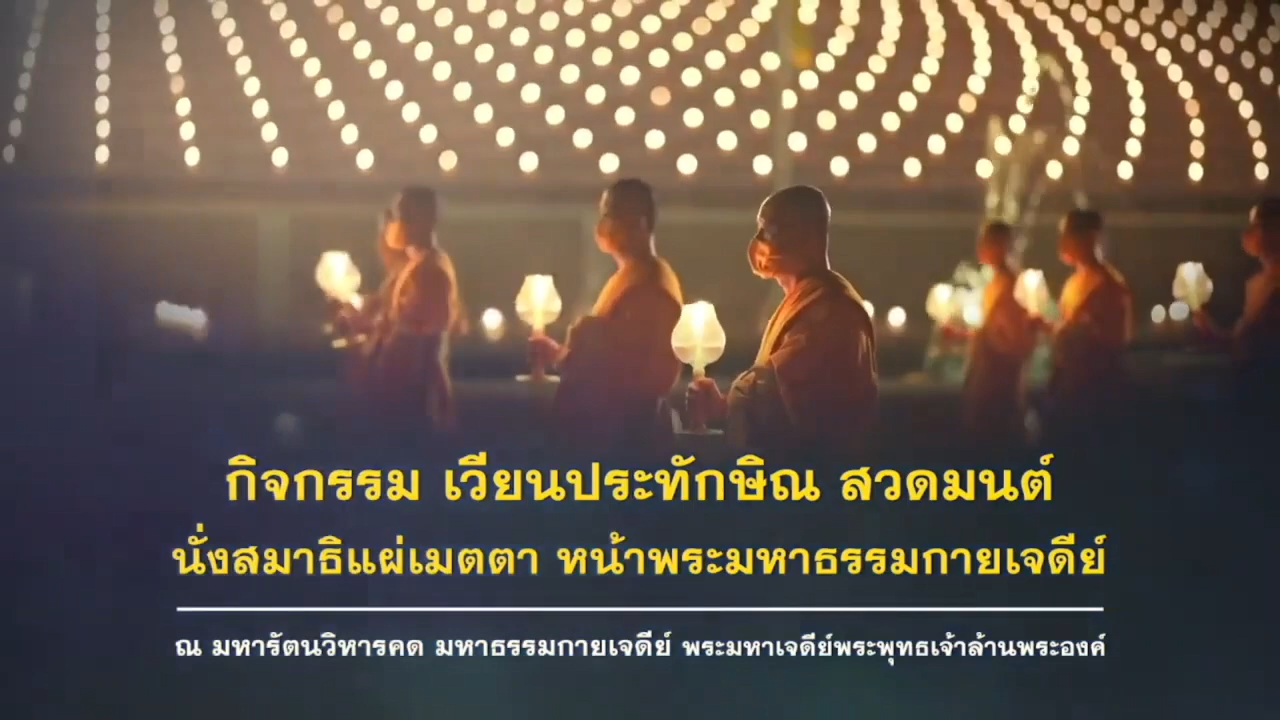 กิจกรรม เวียนประทักษิณ สวดมนต์
นั่งสมาธิแผ่เมตตา หน้าพระมหาธรรมกายเจดีย์
ณ มหารัตนวิหารคด มหาธรรมกายเจดีย์ พระมหาเจดีย์พระพุทธเจ้าล้านพระองค์